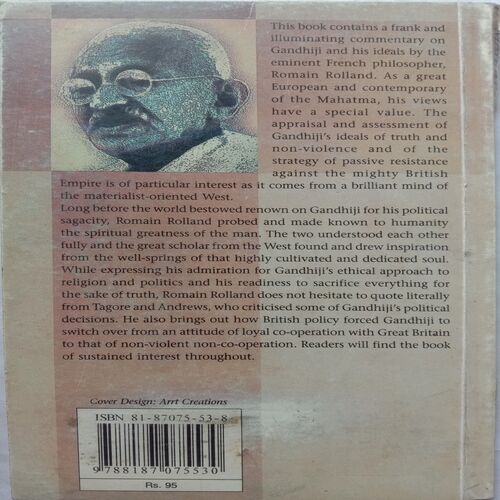 This book contains a frank and
illuminating commentary on
Gandhiji and his ideals by the
eminent French philosopher,
Romain Rolland. As a great
European and contemporary
of the Mahatma, his views
have a special value. The
appraisal and assessment of
Gandhiji's ideals of truth and
non-violence and of the
strategy of passive resistance
against the mighty British
Empire is of particular interest as it comes from a brilliant mind of
the materialist-oriented West.
Long before the world bestowed renown on Gandhiji for his political
sagacity, Romain Rolland probed and made known to humanity
the spiritual greatness of the man. The two understood each other
fully and the great scholar from the West found and drew inspiration
from the well-springs of that highly cultivated and dedicated soul.
While expressing his admiration for Gandhiji's ethical approach to
religion and politics and his readiness to sacrifice everything for
the sake of truth, Romain Rolland does not hesitate to quote literally
from Tagore and Andrews, who criticised some of Gandhiji's political
decisions. He also brings out how British policy forced Gandhiji to
switch over from an attitude of loyal co-operation with Great Britain
to that of non-violent non-co-operation. Readers will find the book
of sustained interest throughout.
Cover Design: Arrt Creations
ISBN 81-87075-53-8
9 788187 075530
Rs. 95